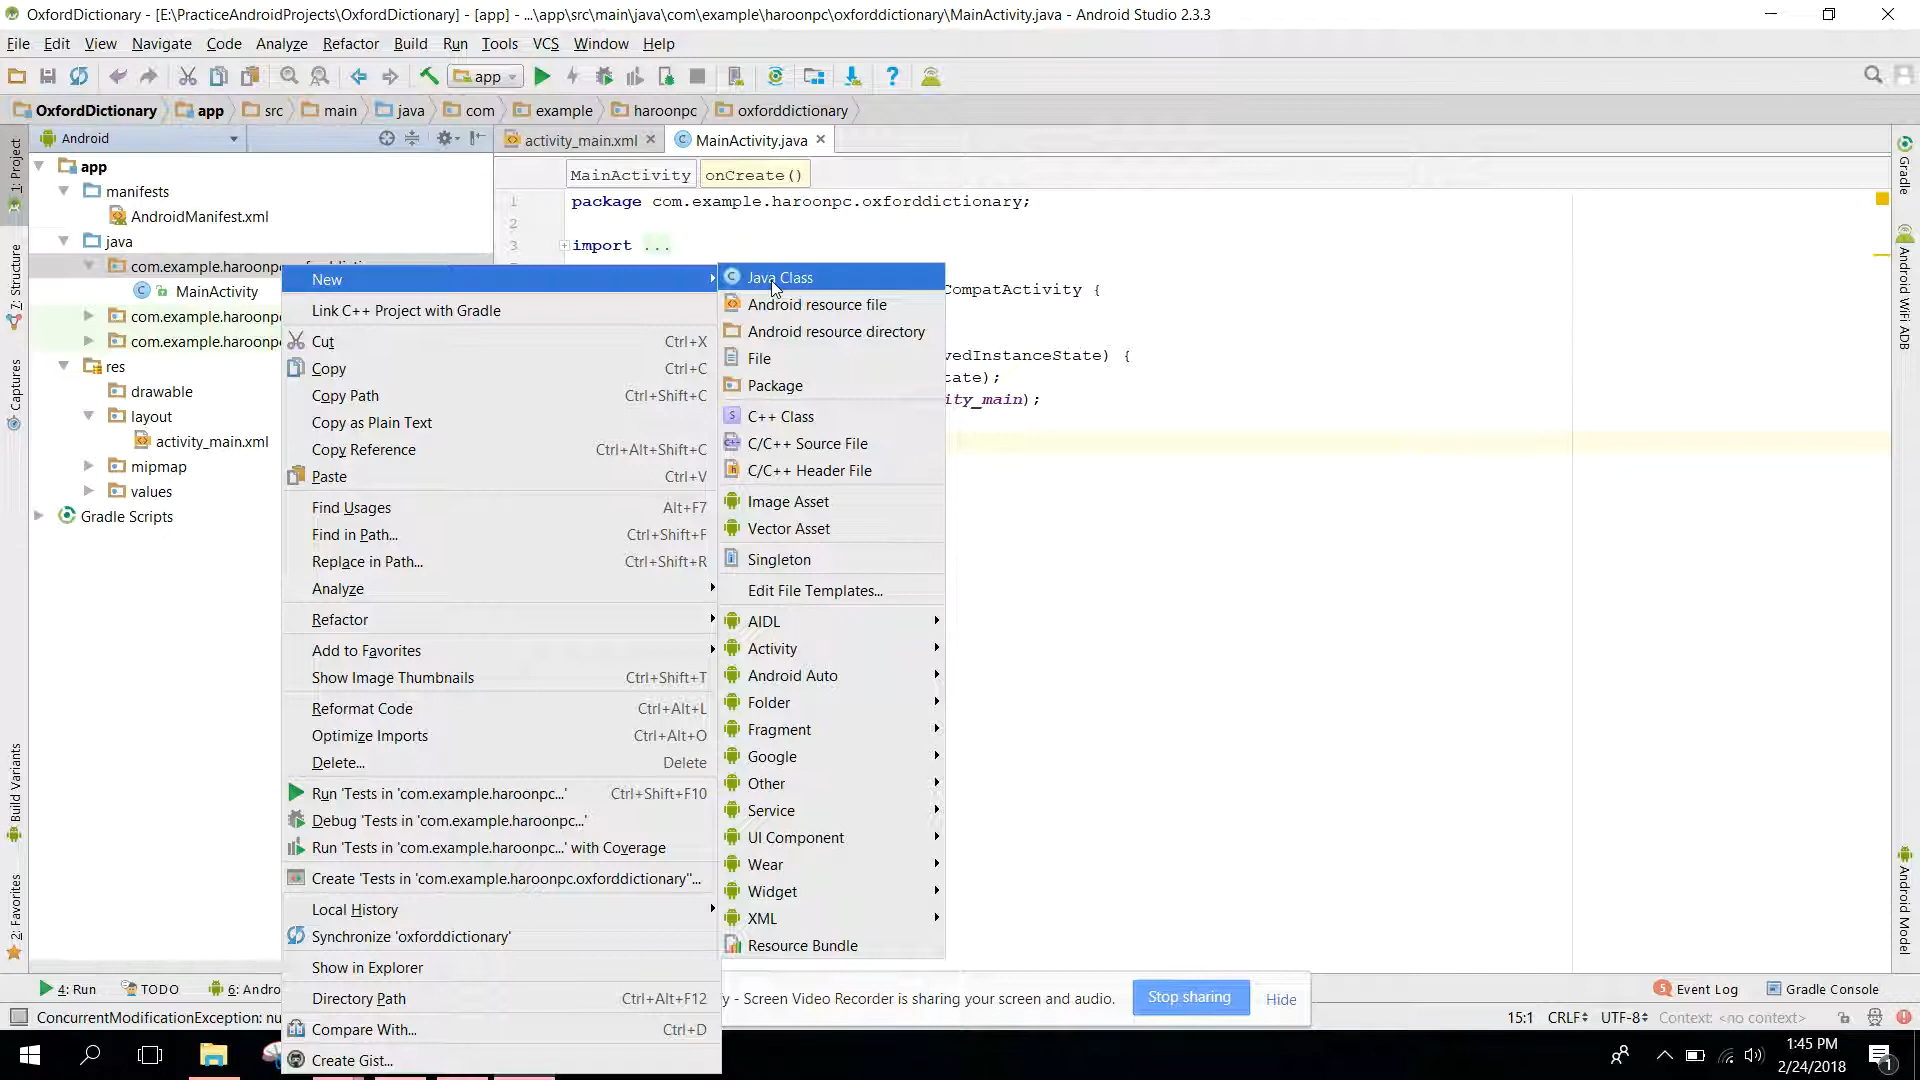 OxfordDictionary - [E:\PracticeAndroidProjects\OxfordDictionary] - [app] - ...\app\src\main\java\com\example\haroonpc\oxforddictionary\MainActivity.java - Android Studio 2.3.3
File Edit View Navigate Code Analyze Refactor Build Run Tools VCS Window Help
app
OxfordDictionary app src main java com example haroonpc oxforddictionary
Android
activity_main.xml
MainActivity.java
MainActivity onCreate()
1: Project
7: Structure
Captures
Build Variants
2: Favorites
app
manifests
AndroidManifest.xml
java
com.example.haroonpc
MainActivity
com.example.haroonpc
com.example.haroonpc
res
drawable
layout
activity_main.xml
mipmap
values
Gradle Scripts
1 package com.example.haroonpc.oxforddictionary;
2
3 import ...
CompatActivity {
vedInstanceState) {
tate);
ity_main);
New
Link C++ Project with Gradle
Cut Ctrl+X
Copy Ctrl+C
Copy Path Ctrl+Shift+C
Copy as Plain Text
Copy Reference Ctrl+Alt+Shift+C
Paste Ctrl+V
Find Usages Alt+F7
Find in Path... Ctrl+Shift+F
Replace in Path... Ctrl+Shift+R
Analyze
Refactor
Add to Favorites
Show Image Thumbnails Ctrl+Shift+T
Reformat Code Ctrl+Alt+L
Optimize Imports Ctrl+Alt+O
Delete... Delete
Run 'Tests in 'com.example.haroonpc...' Ctrl+Shift+F10
Debug 'Tests in 'com.example.haroonpc...'
Run 'Tests in 'com.example.haroonpc...' with Coverage
Create 'Tests in 'com.example.haroonpc.oxforddictionary''...
Local History
Synchronize 'oxforddictionary'
Show in Explorer
Directory Path Ctrl+Alt+F12
Compare With... Ctrl+D
Create Gist...
Java Class
Android resource file
Android resource directory
File
Package
C++ Class
C/C++ Source File
C/C++ Header File
Image Asset
Vector Asset
Singleton
Edit File Templates...
AIDL
Activity
Android Auto
Folder
Fragment
Google
Other
Service
UI Component
Wear
Widget
XML
Resource Bundle
Gradle
Android WiFi ADB
Android Model
y - Screen Video Recorder is sharing your screen and audio. Stop sharing Hide
4: Run TODO 6: Andro
5 Event Log Gradle Console
ConcurrentModificationException: nu
15:1 CRLF UTF-8 Context: <no context>
1:45 PM
2/24/2018
1